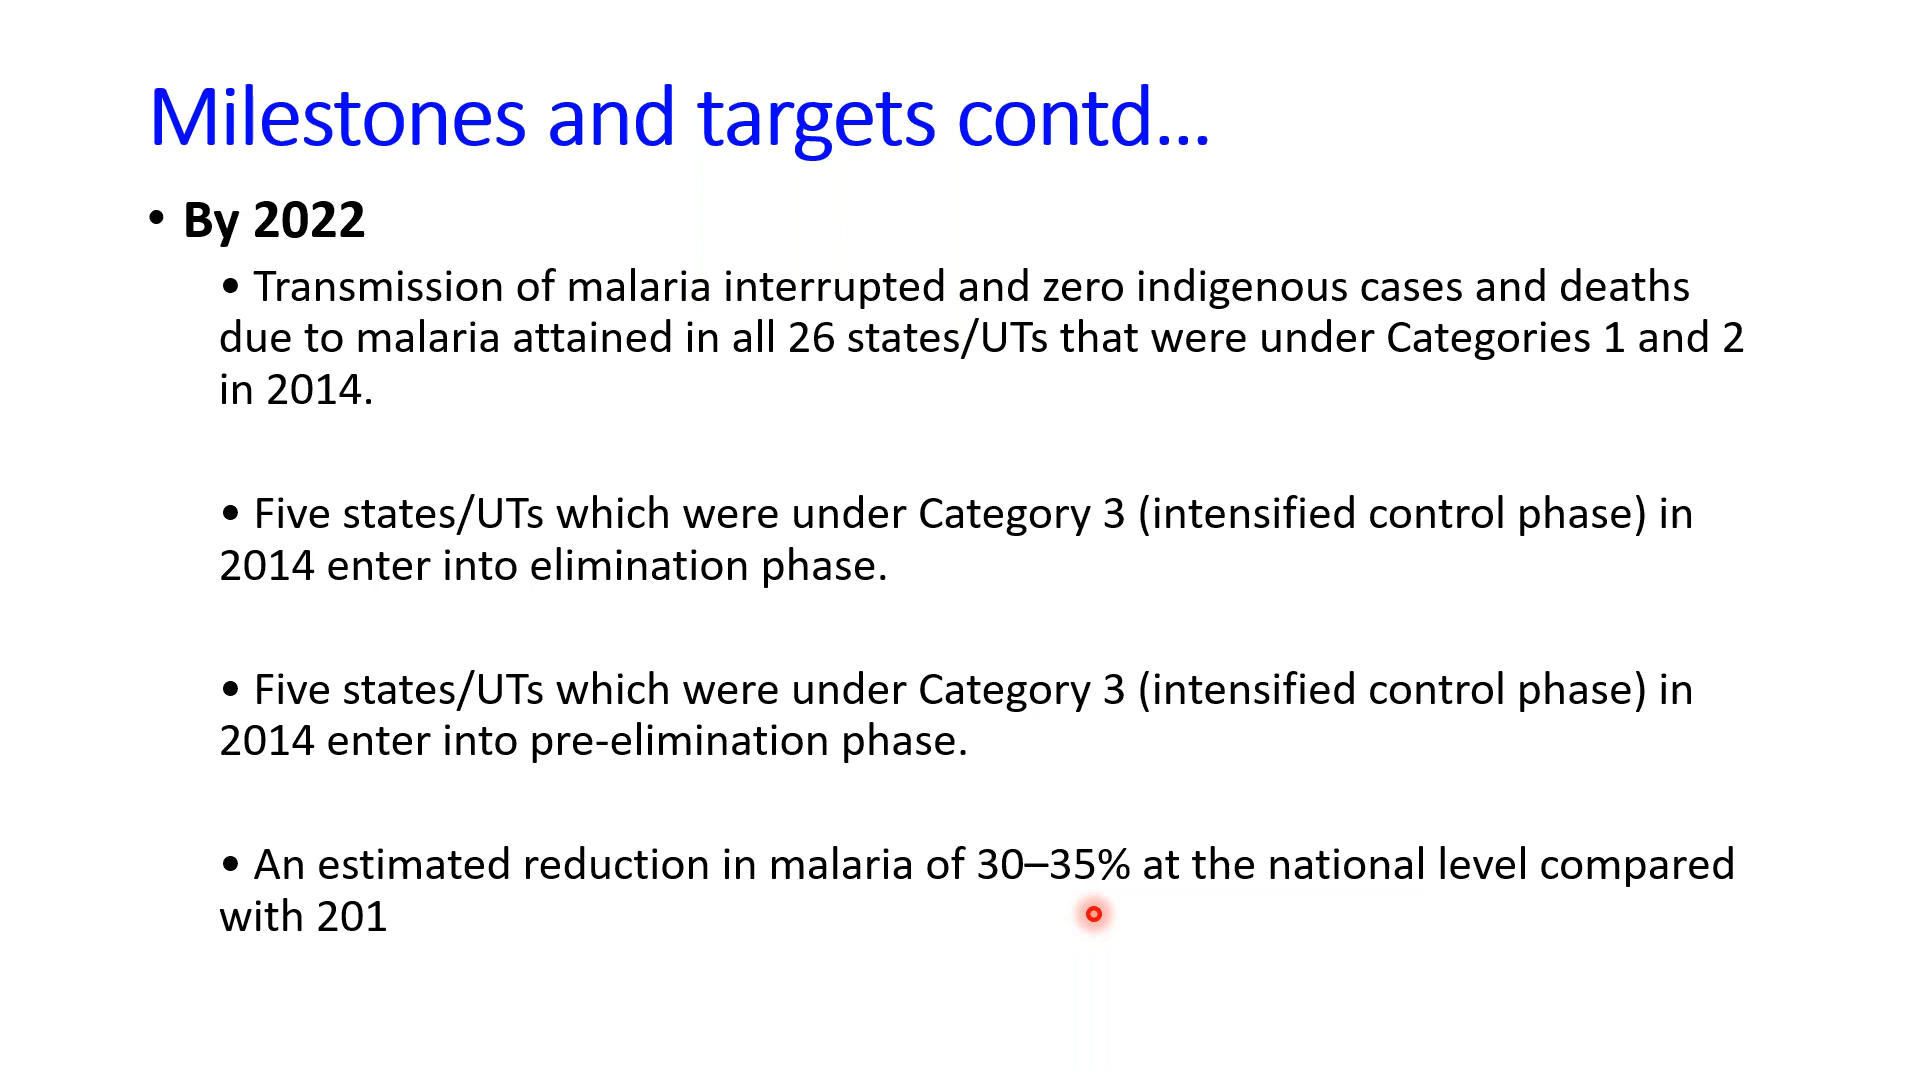 Milestones and targets contd...
• By 2022
• Transmission of malaria interrupted and zero indigenous cases and deaths
due to malaria attained in all 26 states/UTs that were under Categories 1 and 2
in 2014.
• Five states/UTs which were under Category 3 (intensified control phase) in
2014 enter into elimination phase.
• Five states/UTs which were under Category 3 (intensified control phase) in
2014 enter into pre-elimination phase.
• An estimated reduction in malaria of 30–35% at the national level compared
with 201